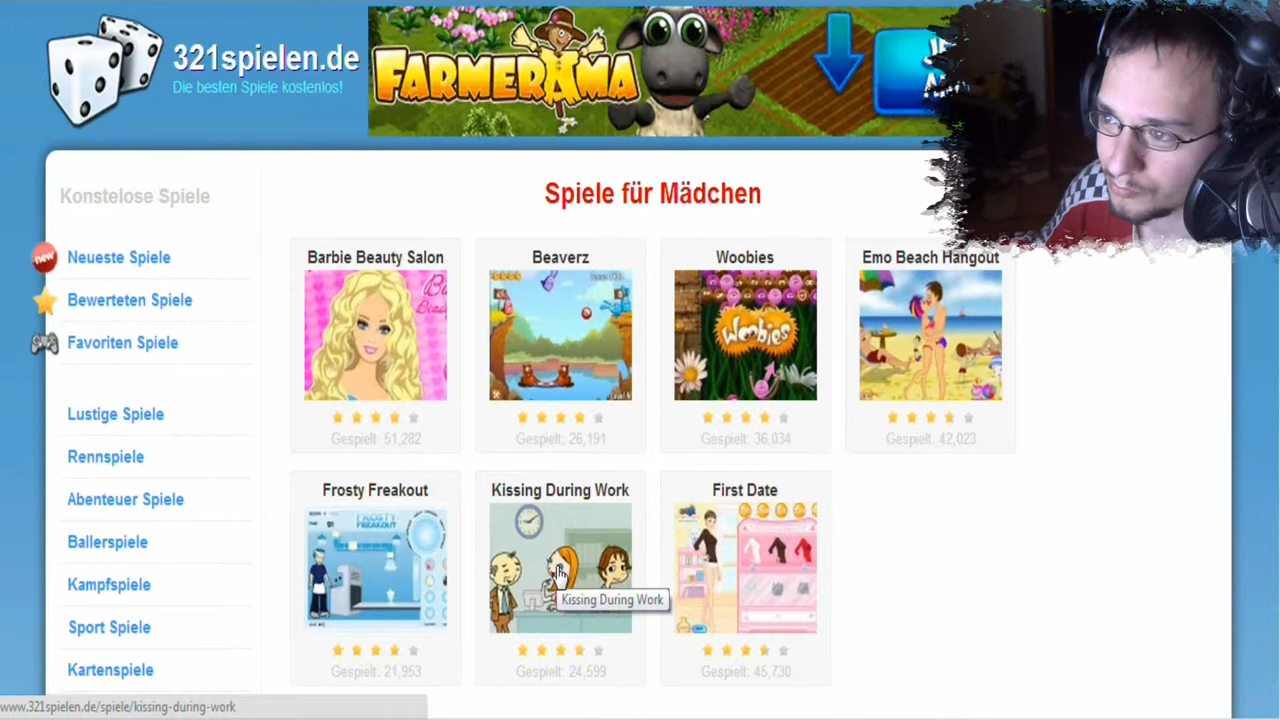 321spielen.de
Die besten Spiele kostenlos!
FARMERAMA
Konstelose Spiele
new
Neueste Spiele
Bewerteten Spiele
Favoriten Spiele
Lustige Spiele
Rennspiele
Abenteuer Spiele
Ballerspiele
Kampfspiele
Sport Spiele
Kartenspiele
Spiele für Mädchen
Barbie Beauty Salon
Beaverz
Woobies
Emo Beach Hangout
Woobies
Gespielt: 51,282
Gespielt: 26,191
Gespielt: 36,034
Gespielt: 42,023
Frosty Freakout
Kissing During Work
First Date
FROSTY
FREAKOUT
Kissing During Work
Gespielt: 21,953
Gespielt: 24,599
Gespielt: 45,730
www.321spielen.de/spiele/kissing-during-work